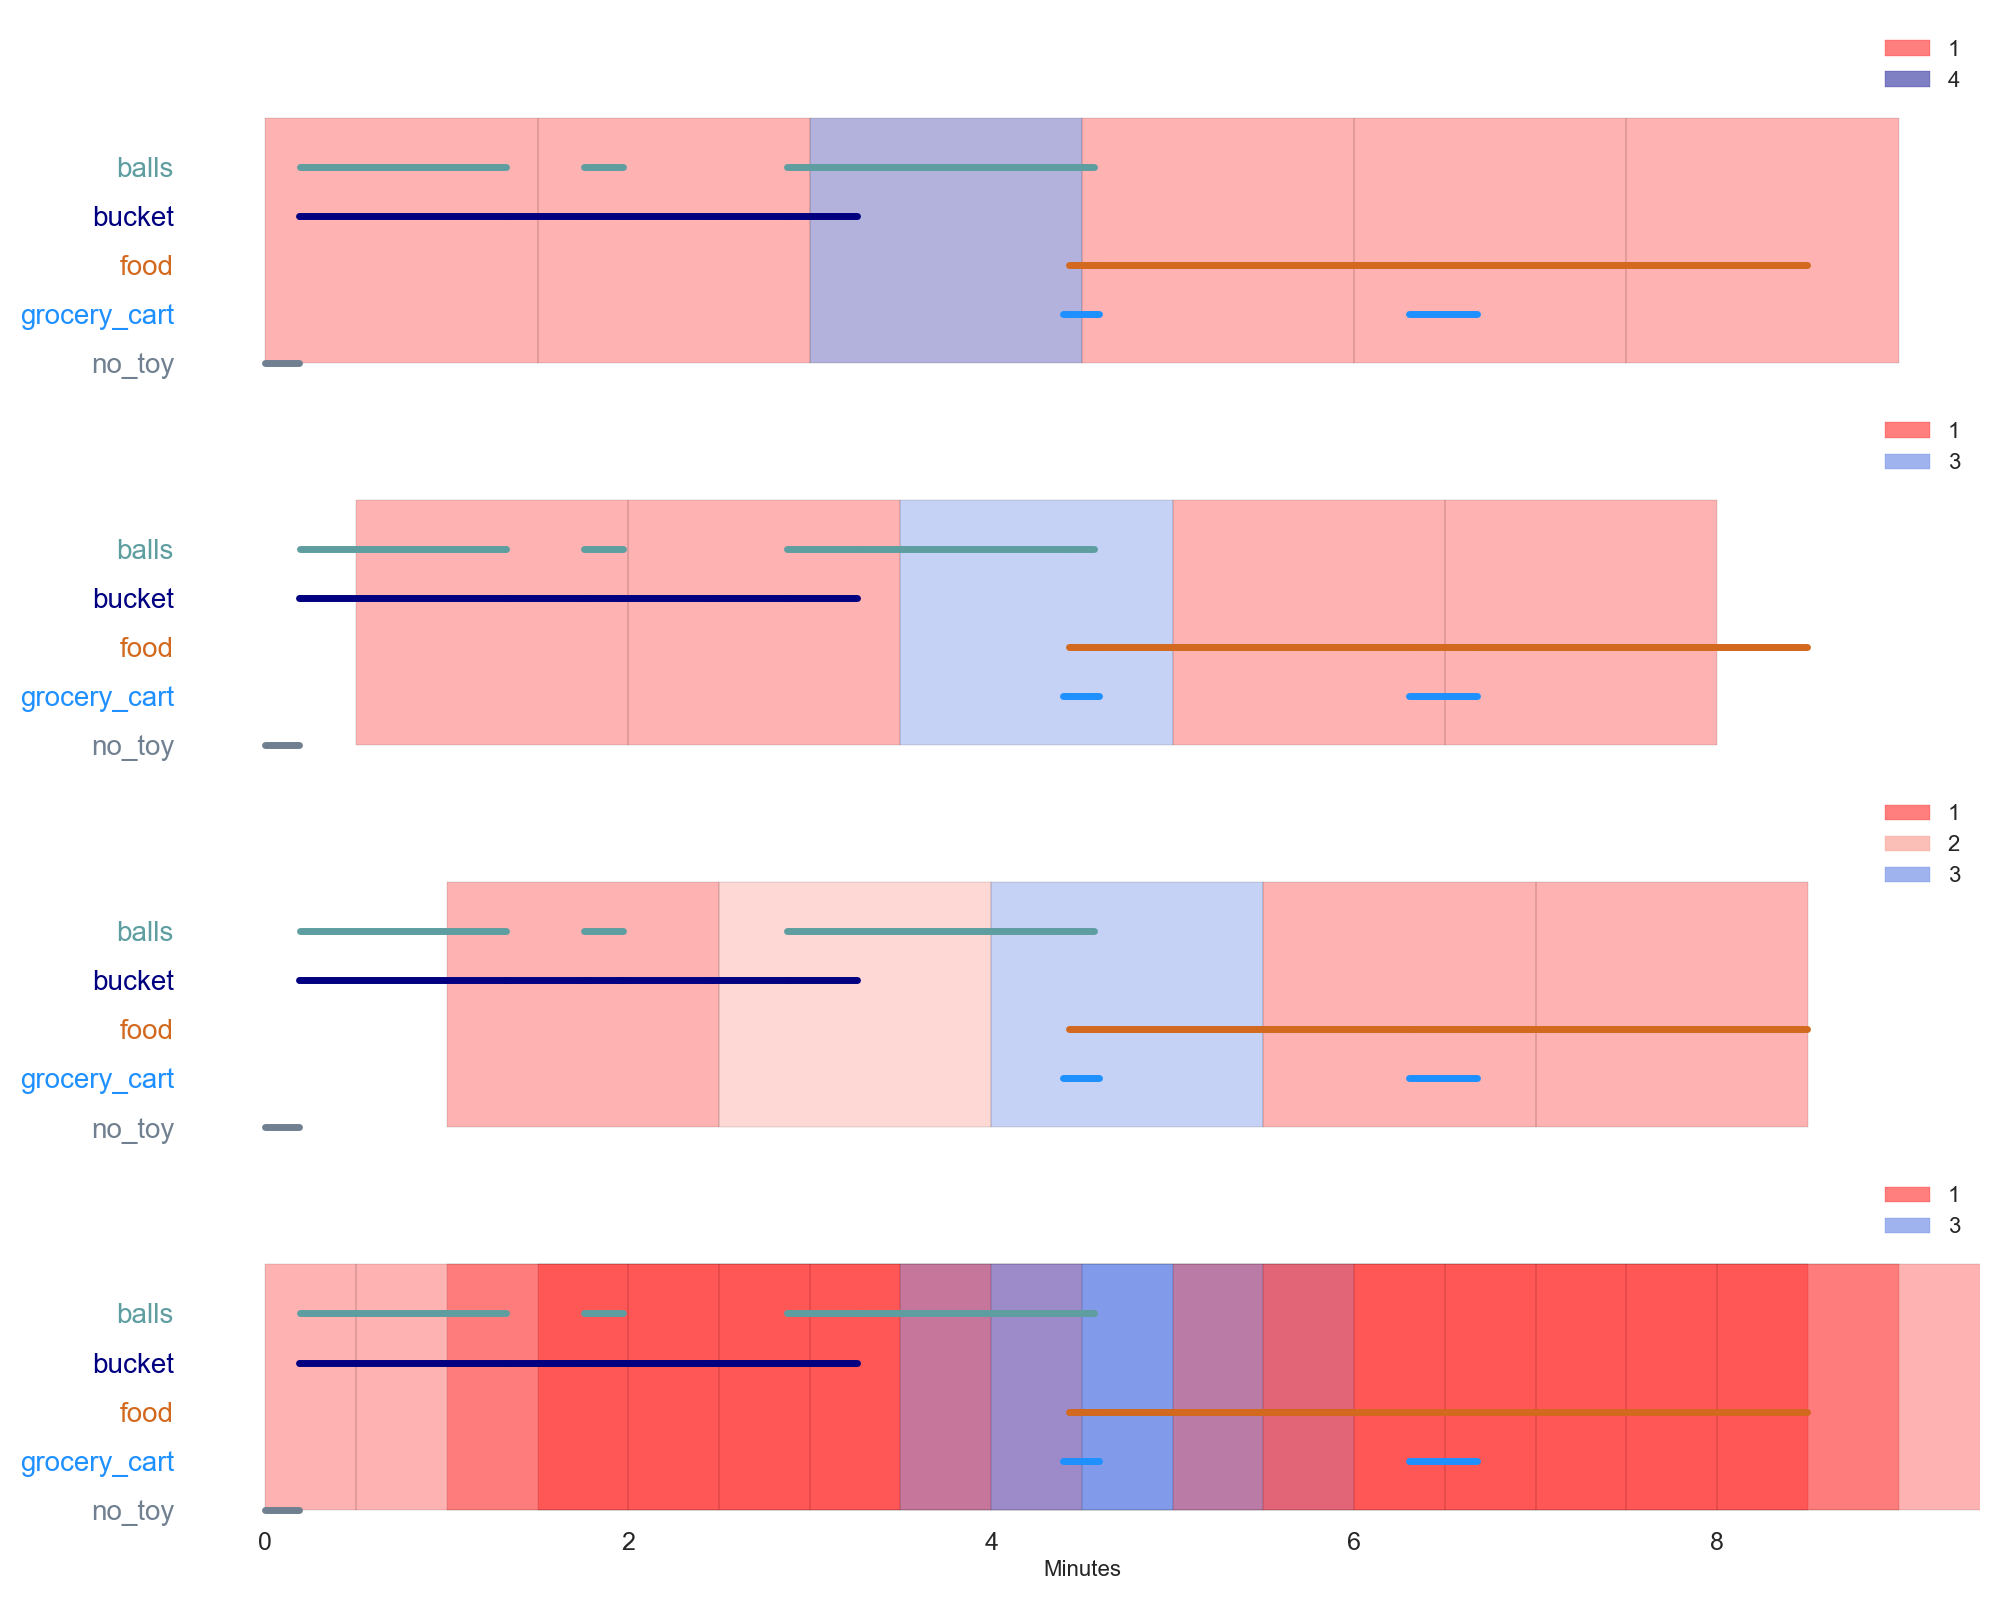 1
4
balls
bucket
food
grocery_cart
no_toy
1
3
balls
bucket
food
grocery_cart
no_toy
1
2
3
balls
bucket
food
grocery_cart
no_toy
1
3
balls
bucket
food
grocery_cart
no_toy
0 2 4 6 8
Minutes